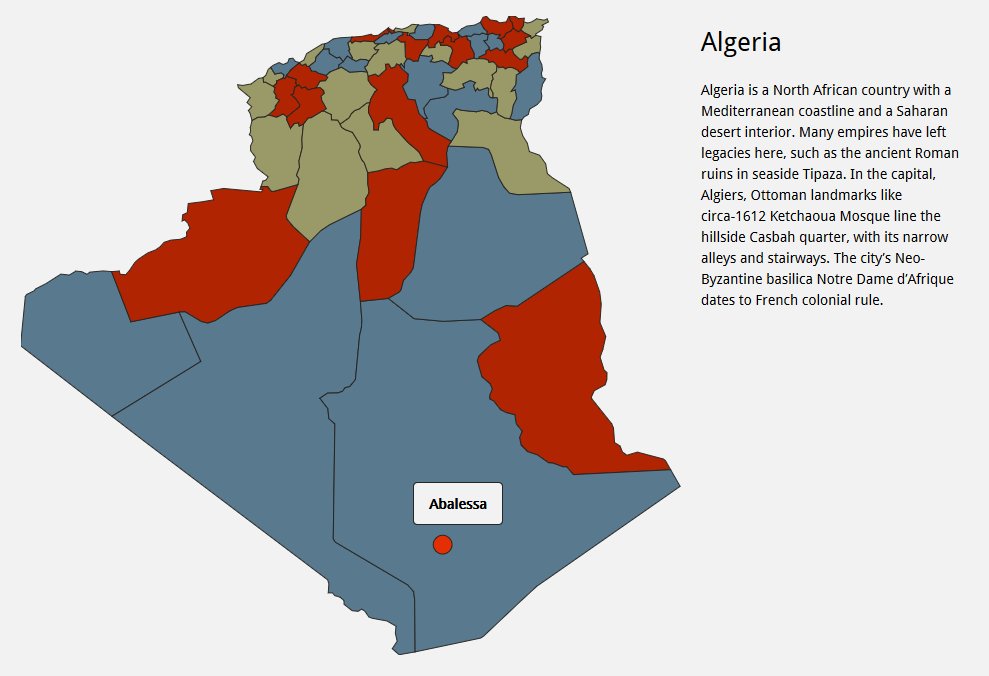 Algeria
Algeria is a North African country with a
Mediterranean coastline and a Saharan
desert interior. Many empires have left
legacies here, such as the ancient Roman
ruins in seaside Tipaza. In the capital,
Algiers, Ottoman landmarks like
circa-1612 Ketchaoua Mosque line the
hillside Casbah quarter, with its narrow
alleys and stairways. The city’s Neo-
Byzantine basilica Notre Dame d’Afrique
dates to French colonial rule.
Abalessa